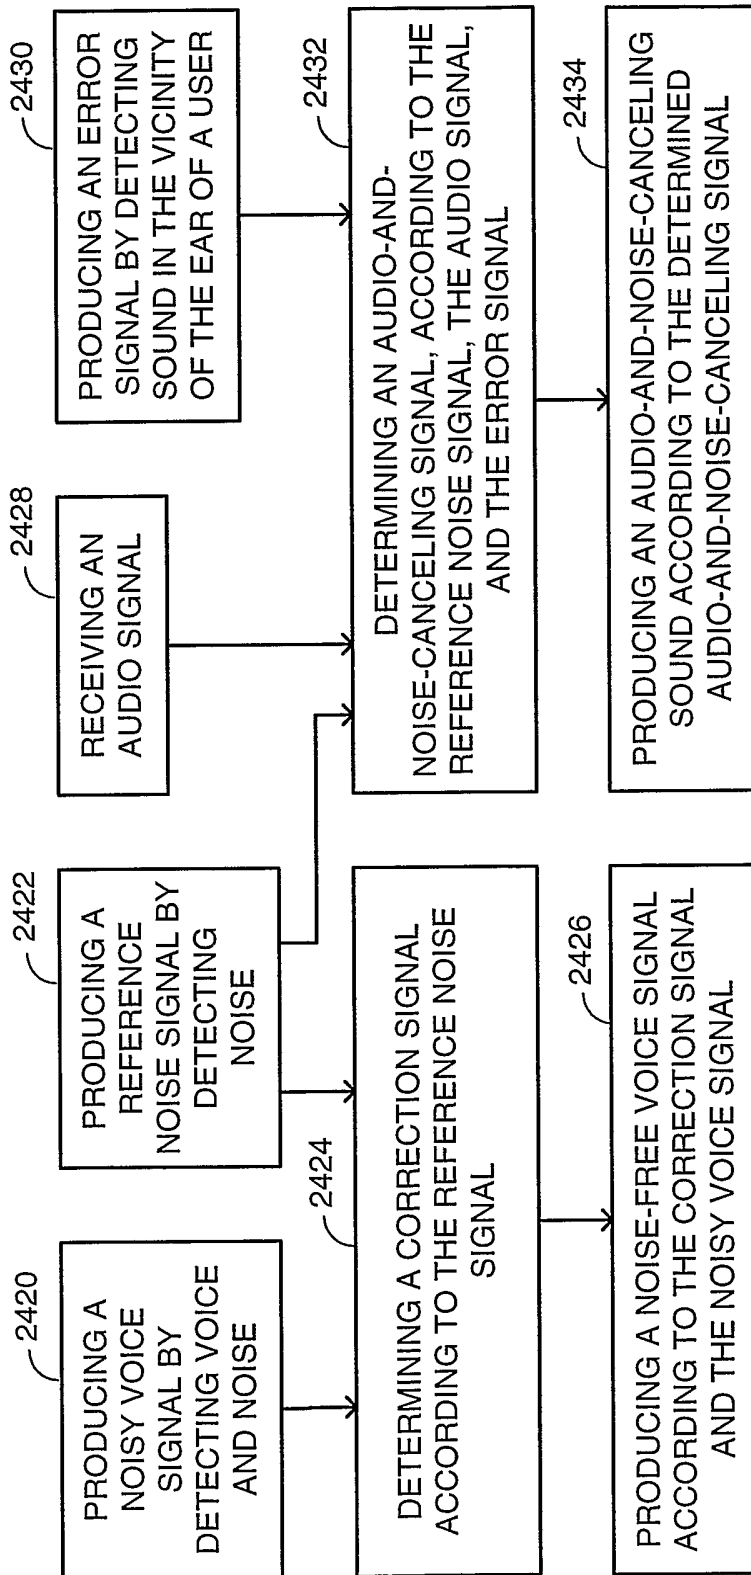 2420
PRODUCING A
NOISY VOICE
SIGNAL BY
DETECTING VOICE
AND NOISE
2422
PRODUCING A
REFERENCE
NOISE SIGNAL BY
DETECTING
NOISE
2428
RECEIVING AN
AUDIO SIGNAL
2430
PRODUCING AN ERROR
SIGNAL BY DETECTING
SOUND IN THE VICINITY
OF THE EAR OF A USER
2424
DETERMINING A CORRECTION SIGNAL
ACCORDING TO THE REFERENCE NOISE
SIGNAL
2432
DETERMINING AN AUDIO-AND-
NOISE-CANCELING SIGNAL, ACCORDING TO THE
REFERENCE NOISE SIGNAL, THE AUDIO SIGNAL,
AND THE ERROR SIGNAL
2426
PRODUCING A NOISE-FREE VOICE SIGNAL
ACCORDING TO THE CORRECTION SIGNAL
AND THE NOISY VOICE SIGNAL
2434
PRODUCING AN AUDIO-AND-NOISE-CANCELING
SOUND ACCORDING TO THE DETERMINED
AUDIO-AND-NOISE-CANCELING SIGNAL